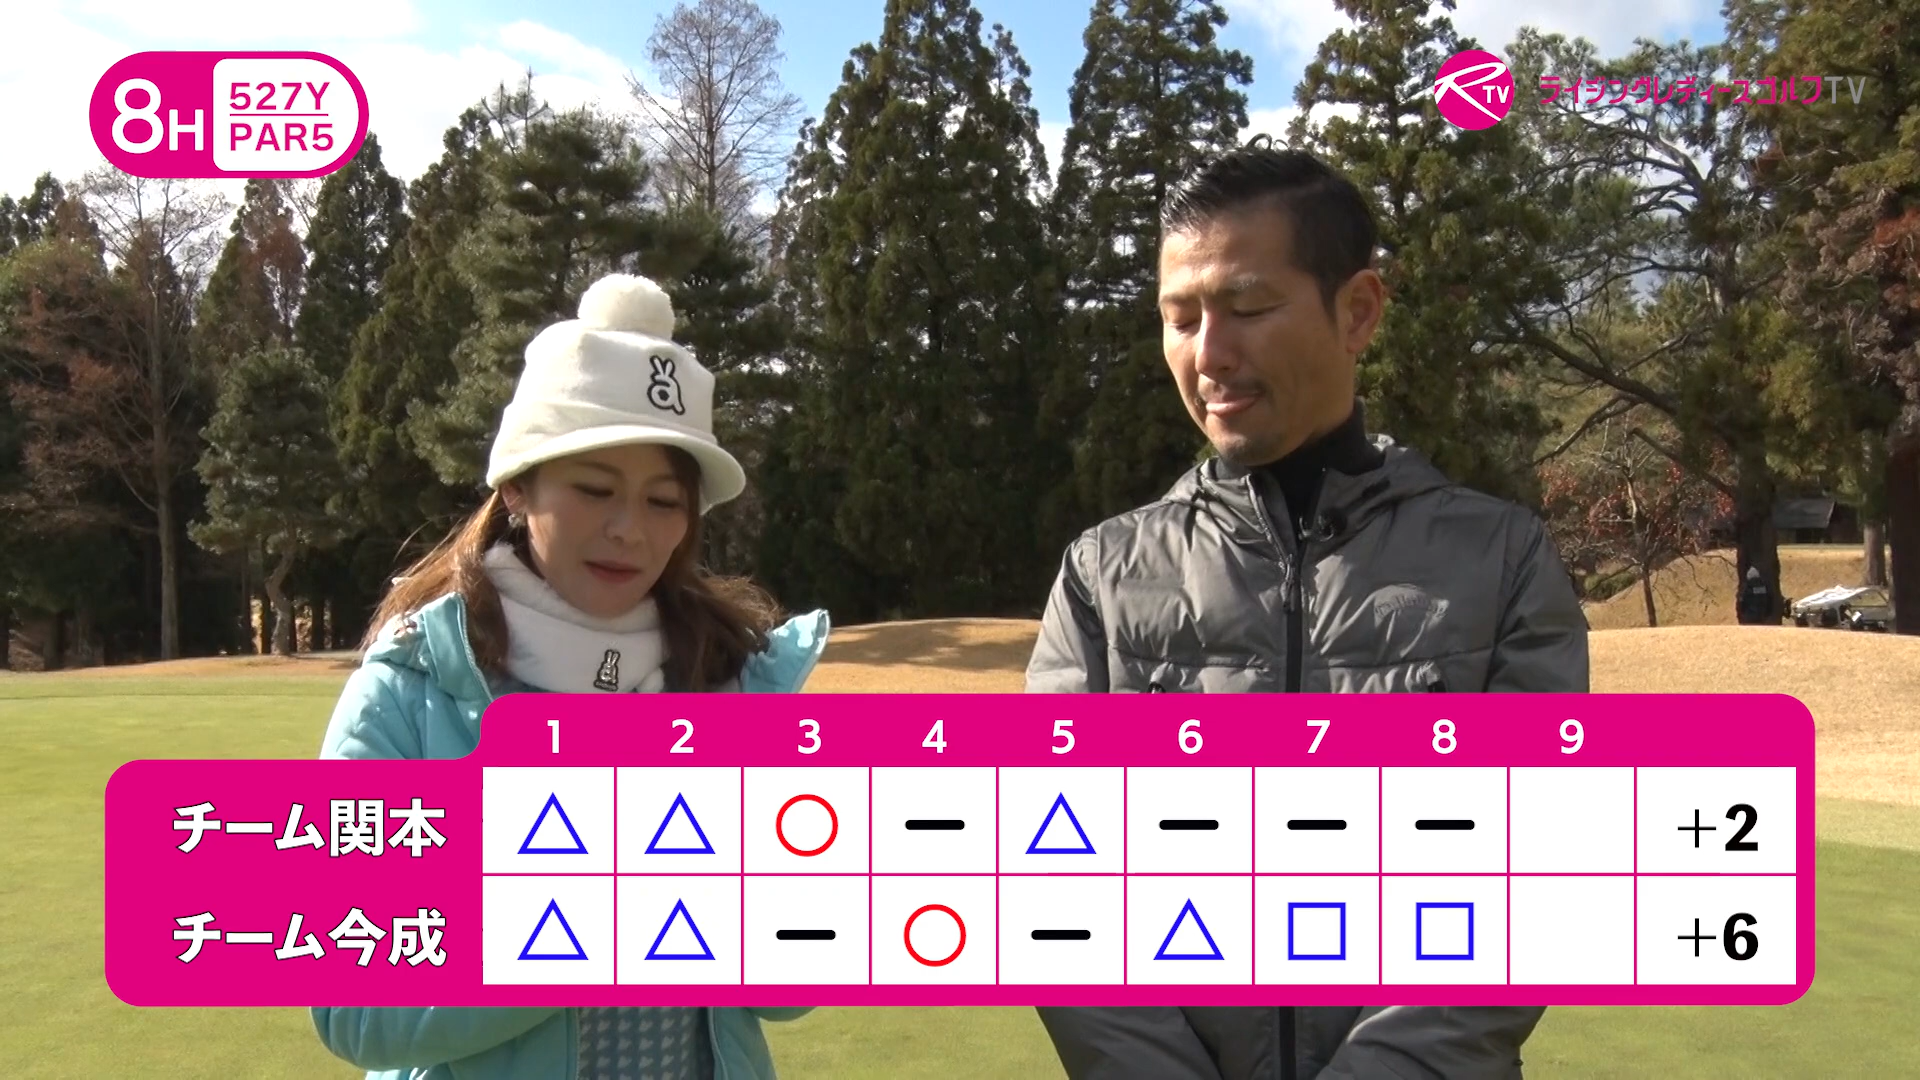 8H
527Y
PAR5
RTV ライジングレディースゴルフTV
1 2 3 4 5 6 7 8 9
チーム関本 △ △ ○ － △ － － － +2
チーム今成 △ △ － ○ － △ □ □ +6